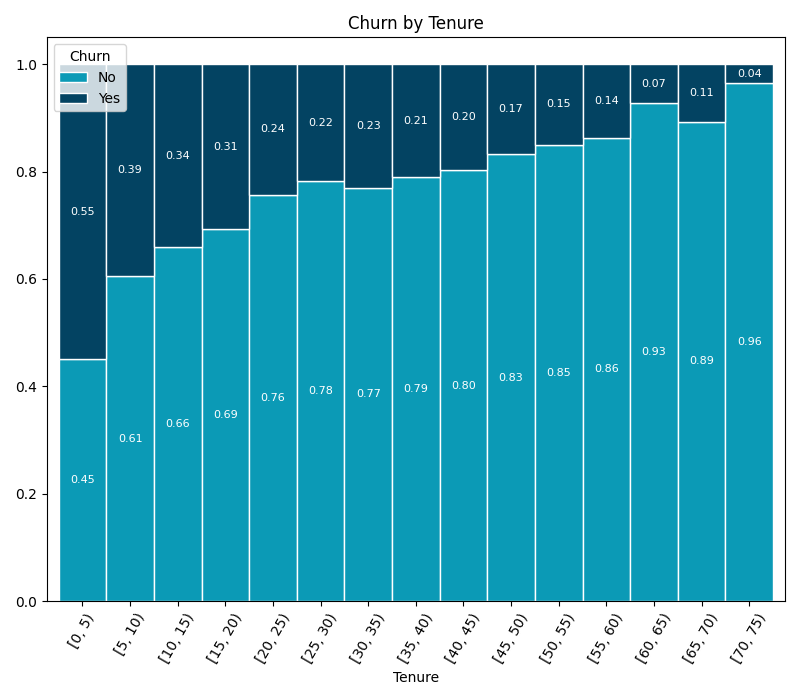 Churn by Tenure
Churn
No
Yes
1.0
0.8
0.6
0.4
0.2
0.0
0.55 0.39 0.34 0.31 0.24 0.22 0.23 0.21 0.20 0.17 0.15 0.14 0.07 0.11 0.04
0.45 0.61 0.66 0.69 0.76 0.78 0.77 0.79 0.80 0.83 0.85 0.86 0.93 0.89 0.96
[0, 5) [5, 10) [10, 15) [15, 20) [20, 25) [25, 30) [30, 35) [35, 40) [40, 45) [45, 50) [50, 55) [55, 60) [60, 65) [65, 70) [70, 75)
Tenure